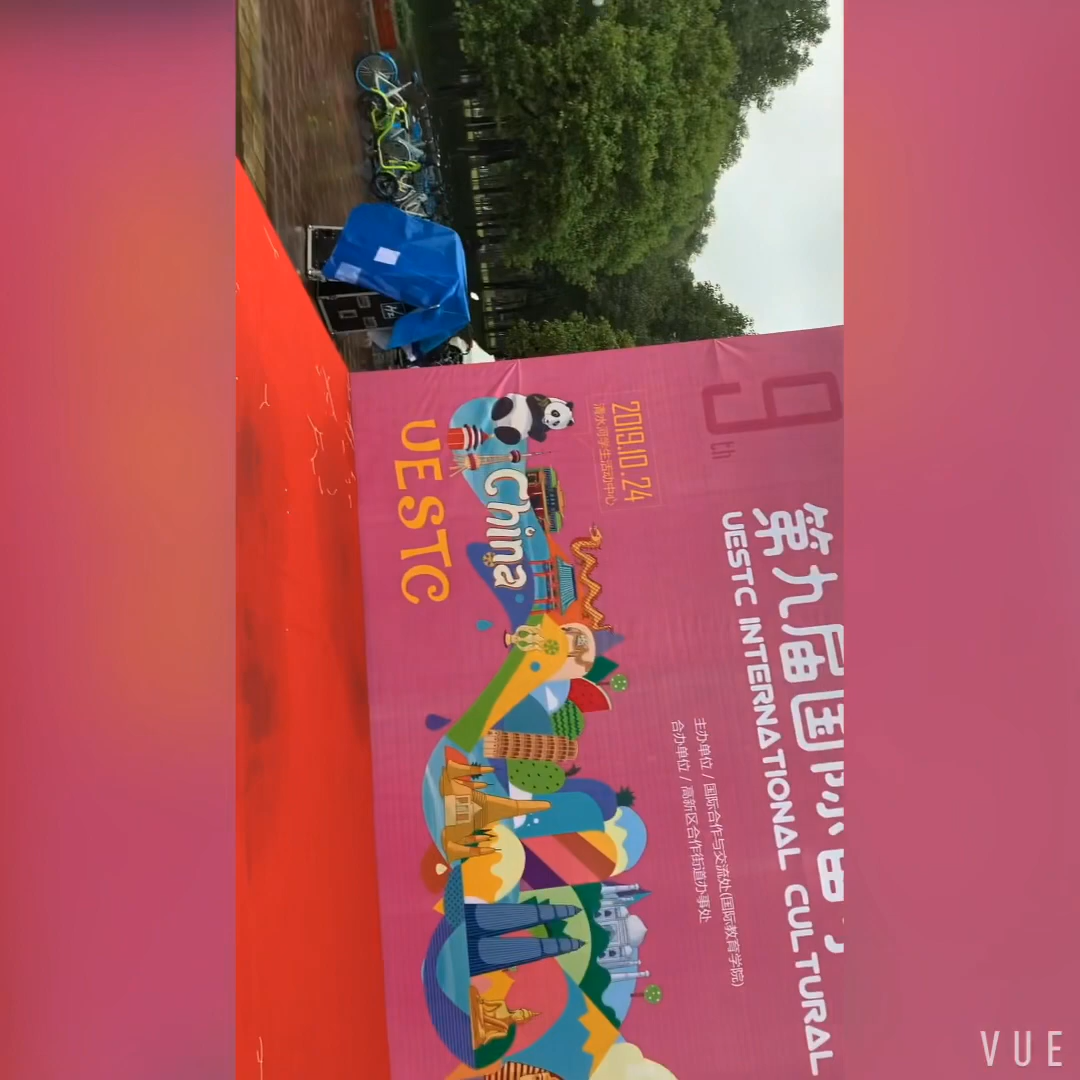 9th
第九届国际
UESTC INTERNATIONAL CULTURAL
2019.10.24
清水河学生活动中心
主办单位 / 国际合作与交流处(国际教育学院)
合办单位 / 高新区合作街道办事处
China
UESTC
VUE